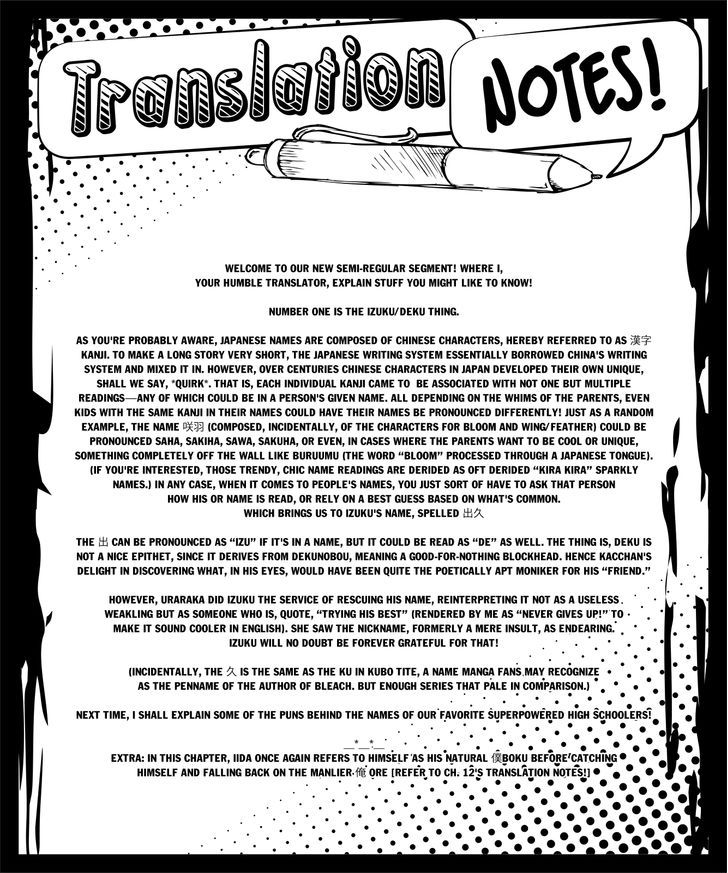 Translation NOTES!
WELCOME TO OUR NEW SEMI-REGULAR SEGMENT! WHERE I,
YOUR HUMBLE TRANSLATOR, EXPLAIN STUFF YOU MIGHT LIKE TO KNOW!
NUMBER ONE IS THE IZUKU/DEKU THING.
AS YOU'RE PROBABLY AWARE, JAPANESE NAMES ARE COMPOSED OF CHINESE CHARACTERS, HEREBY REFERRED TO AS 漢字
KANJI. TO MAKE A LONG STORY VERY SHORT, THE JAPANESE WRITING SYSTEM ESSENTIALLY BORROWED CHINA'S WRITING
SYSTEM AND MIXED IT IN. HOWEVER, OVER CENTURIES CHINESE CHARACTERS IN JAPAN DEVELOPED THEIR OWN UNIQUE,
SHALL WE SAY, *QUIRK*. THAT IS, EACH INDIVIDUAL KANJI CAME TO BE ASSOCIATED WITH NOT ONE BUT MULTIPLE
READINGS—ANY OF WHICH COULD BE IN A PERSON'S GIVEN NAME. ALL DEPENDING ON THE WHIMS OF THE PARENTS, EVEN
KIDS WITH THE SAME KANJI IN THEIR NAMES COULD HAVE THEIR NAMES BE PRONOUNCED DIFFERENTLY! JUST AS A RANDOM
EXAMPLE, THE NAME 咲羽 (COMPOSED, INCIDENTALLY, OF THE CHARACTERS FOR BLOOM AND WING/FEATHER) COULD BE
PRONOUNCED SAHA, SAKIHA, SAWA, SAKUHA, OR EVEN, IN CASES WHERE THE PARENTS WANT TO BE COOL OR UNIQUE,
SOMETHING COMPLETELY OFF THE WALL LIKE BURUUMU (THE WORD “BLOOM” PROCESSED THROUGH A JAPANESE TONGUE).
(IF YOU'RE INTERESTED, THOSE TRENDY, CHIC NAME READINGS ARE DERIDED AS OFT DERIDED “KIRA KIRA” SPARKLY
NAMES.) IN ANY CASE, WHEN IT COMES TO PEOPLE'S NAMES, YOU JUST SORT OF HAVE TO ASK THAT PERSON
HOW HIS OR NAME IS READ, OR RELY ON A BEST GUESS BASED ON WHAT'S COMMON.
WHICH BRINGS US TO IZUKU'S NAME, SPELLED 出久
THE 出 CAN BE PRONOUNCED AS “IZU” IF IT'S IN A NAME, BUT IT COULD BE READ AS “DE” AS WELL. THE THING IS, DEKU IS
NOT A NICE EPITHET, SINCE IT DERIVES FROM DEKUNOBOU, MEANING A GOOD-FOR-NOTHING BLOCKHEAD. HENCE KACCHAN'S
DELIGHT IN DISCOVERING WHAT, IN HIS EYES, WOULD HAVE BEEN QUITE THE POETICALLY APT MONIKER FOR HIS “FRIEND.”
HOWEVER, URARAKA DID IZUKU THE SERVICE OF RESCUING HIS NAME, REINTERPRETING IT NOT AS A USELESS
WEAKLING BUT AS SOMEONE WHO IS, QUOTE, “TRYING HIS BEST” (RENDERED BY ME AS “NEVER GIVES UP!” TO
MAKE IT SOUND COOLER IN ENGLISH). SHE SAW THE NICKNAME, FORMERLY A MERE INSULT, AS ENDEARING.
IZUKU WILL NO DOUBT BE FOREVER GRATEFUL FOR THAT!
(INCIDENTALLY, THE 久 IS THE SAME AS THE KU IN KUBO TITE, A NAME MANGA FANS MAY RECOGNIZE
AS THE PENNAME OF THE AUTHOR OF BLEACH. BUT ENOUGH SERIES THAT PALE IN COMPARISON.)
NEXT TIME, I SHALL EXPLAIN SOME OF THE PUNS BEHIND THE NAMES OF OUR FAVORITE SUPERPOWERED HIGH SCHOOLERS!
__*__*__
EXTRA: IN THIS CHAPTER, IIDA ONCE AGAIN REFERS TO HIMSELF AS HIS NATURAL 僕BOKU BEFORE CATCHING
HIMSELF AND FALLING BACK ON THE MANLIER 俺 ORE [REFER TO CH. 12'S TRANSLATION NOTES!]